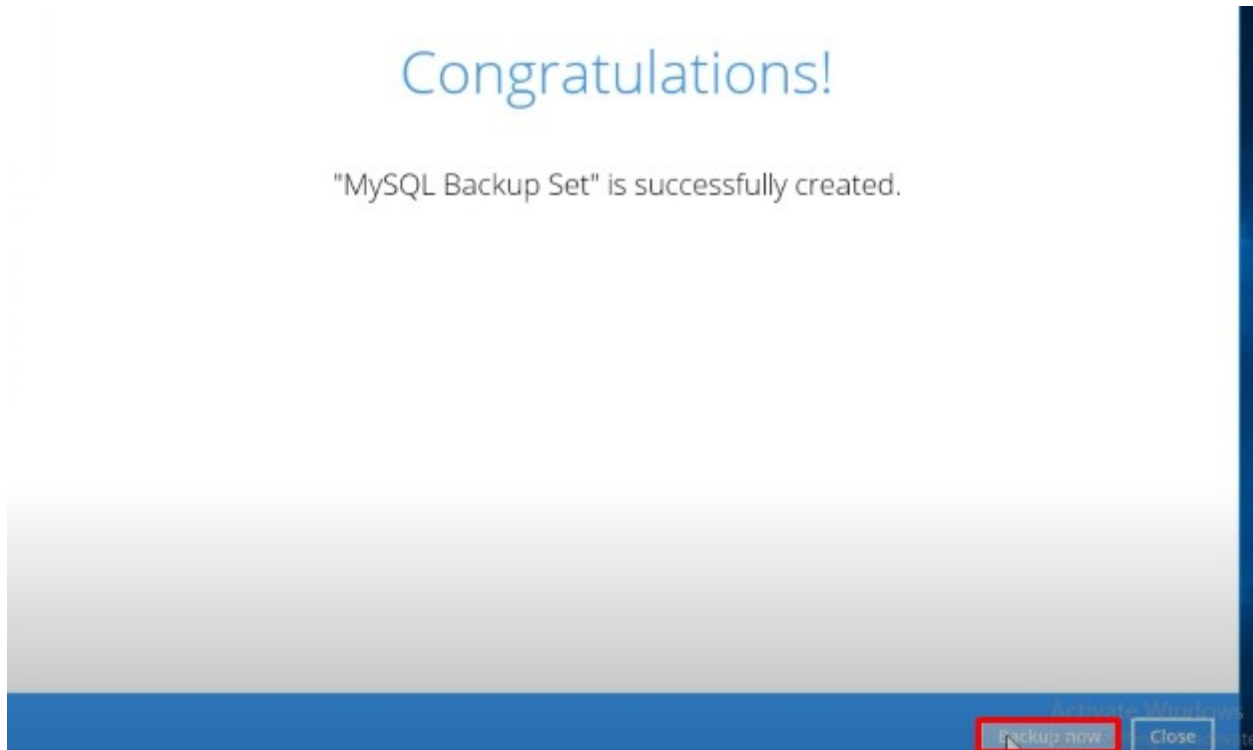 Congratulations!
"MySQL Backup Set" is successfully created.
Activate Windows
Backup now
Close